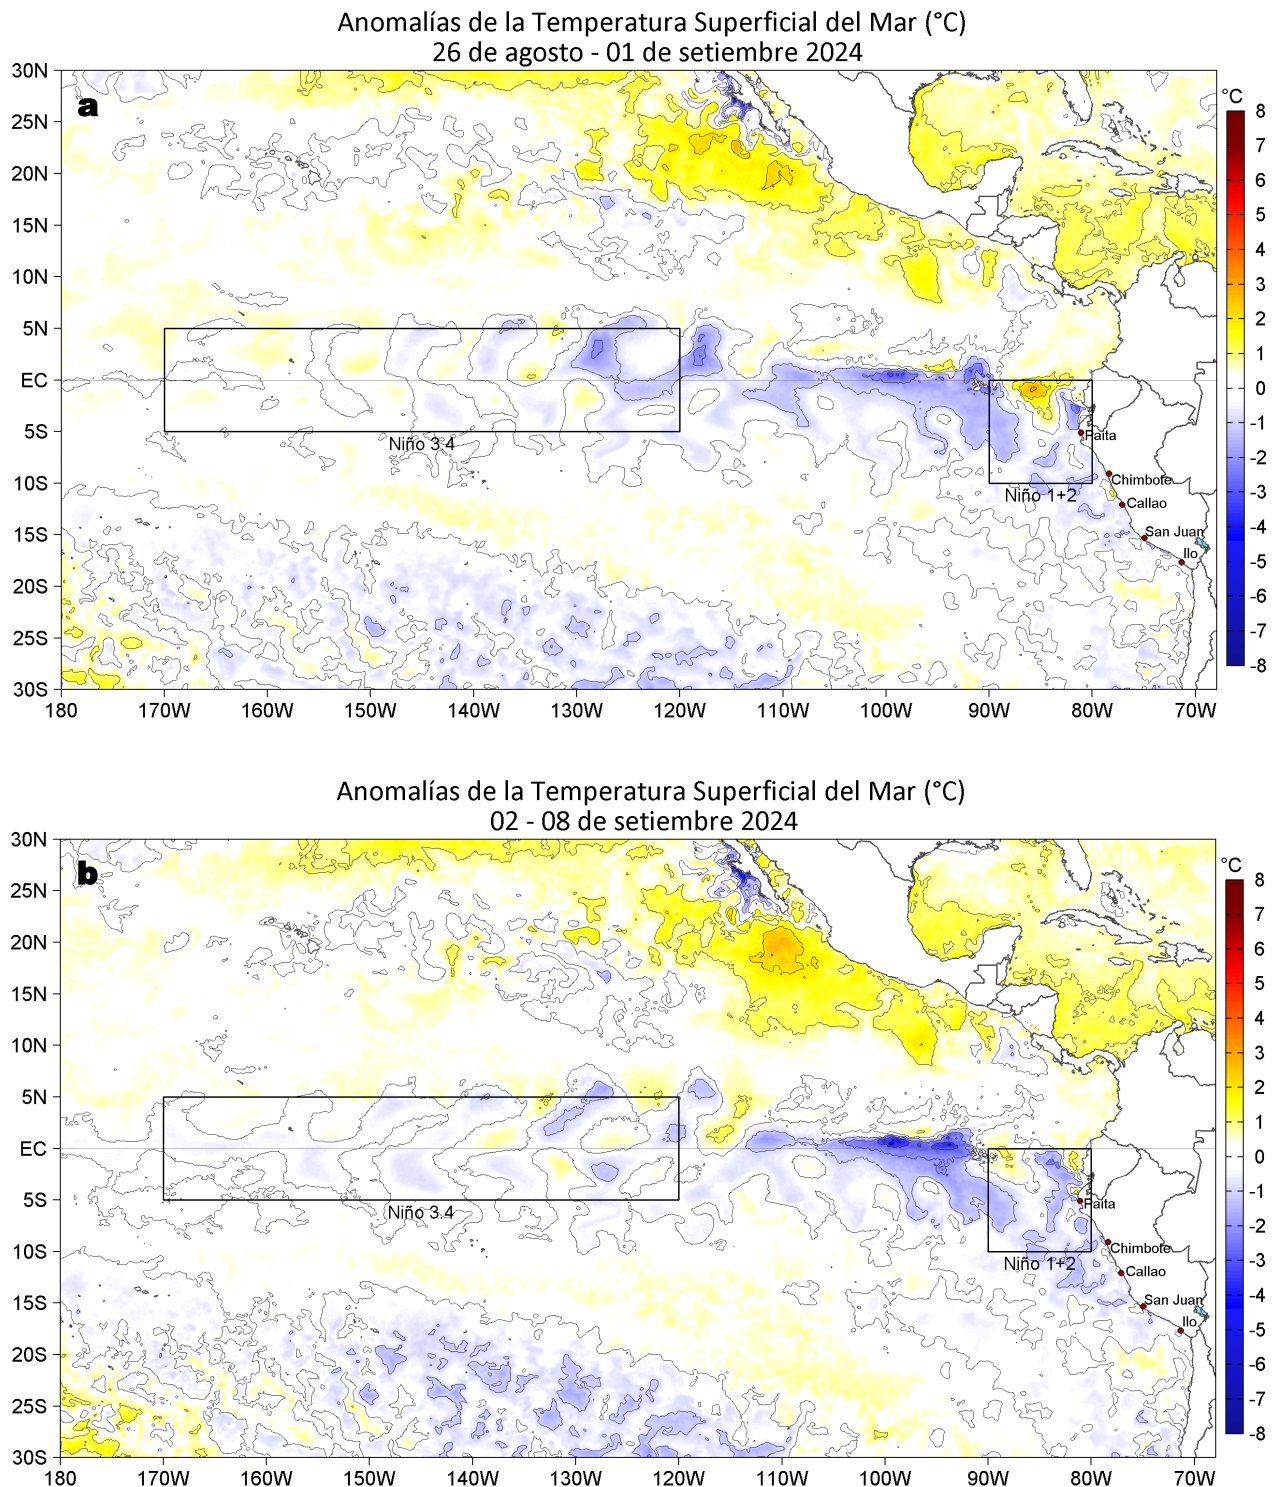 Anomalías de la Temperatura Superficial del Mar (°C)
26 de agosto - 01 de setiembre 2024
a
°C
30N
25N
20N
15N
10N
5N
EC
5S
10S
15S
20S
25S
30S
180
170W
160W
150W
140W
130W
120W
110W
100W
90W
80W
70W
Niño 3.4
Niño 1+2
Paita
Chimbote
Callao
San Juan
Ilo
8
7
6
5
4
3
2
1
0
-1
-2
-3
-4
-5
-6
-7
-8
Anomalías de la Temperatura Superficial del Mar (°C)
02 - 08 de setiembre 2024
b
°C
30N
25N
20N
15N
10N
5N
EC
5S
10S
15S
20S
25S
30S
180
170W
160W
150W
140W
130W
120W
110W
100W
90W
80W
70W
Niño 3.4
Niño 1+2
Paita
Chimbote
Callao
San Juan
Ilo
8
7
6
5
4
3
2
1
0
-1
-2
-3
-4
-5
-6
-7
-8